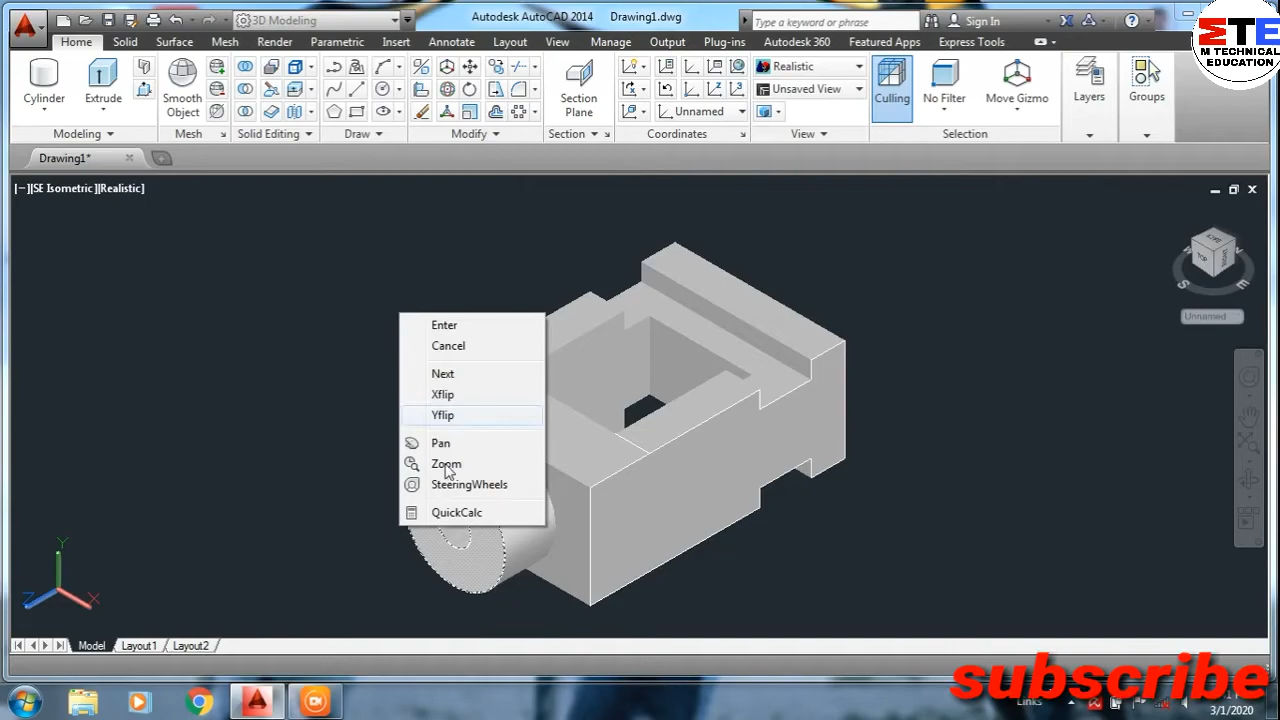 Autodesk AutoCAD 2014 Drawing1.dwg
3D Modeling
Type a keyword or phrase
Sign In
Home Solid Surface Mesh Render Parametric Insert Annotate Layout View Manage Output Plug-ins Autodesk 360 Featured Apps Express Tools
M TECHNICAL
EDUCATION
Cylinder
Extrude
Smooth
Object
Section
Plane
Realistic
Unsaved View
Unnamed
Culling
No Filter
Move Gizmo
Layers
Groups
Modeling
Mesh
Solid Editing
Draw
Modify
Section
Coordinates
View
Selection
Drawing1*
[−][SE Isometric][Realistic]
TOP
S
E
Unnamed
Enter
Cancel
Next
Xflip
Yflip
Pan
Zoom
SteeringWheels
QuickCalc
Y
Z
X
Model Layout1 Layout2
subscribe
Links
3/1/2020